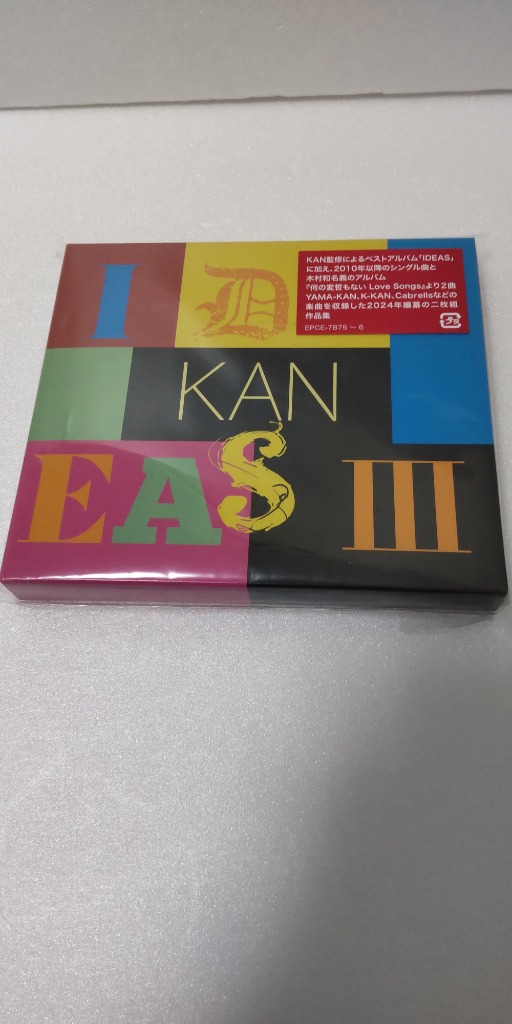 I D
KAN
EAS III
KAN監修によるベストアルバム「IDEAS」
に加え、2010年以降のシングル曲と
木村和名義のアルバム
『何の変哲もない Love Songs』より2曲
YAMA-KAN、K-KAN、Cabrellsなどの
楽曲を収録した2024年編纂の二枚組
作品集
EPCE-7875 〜 6